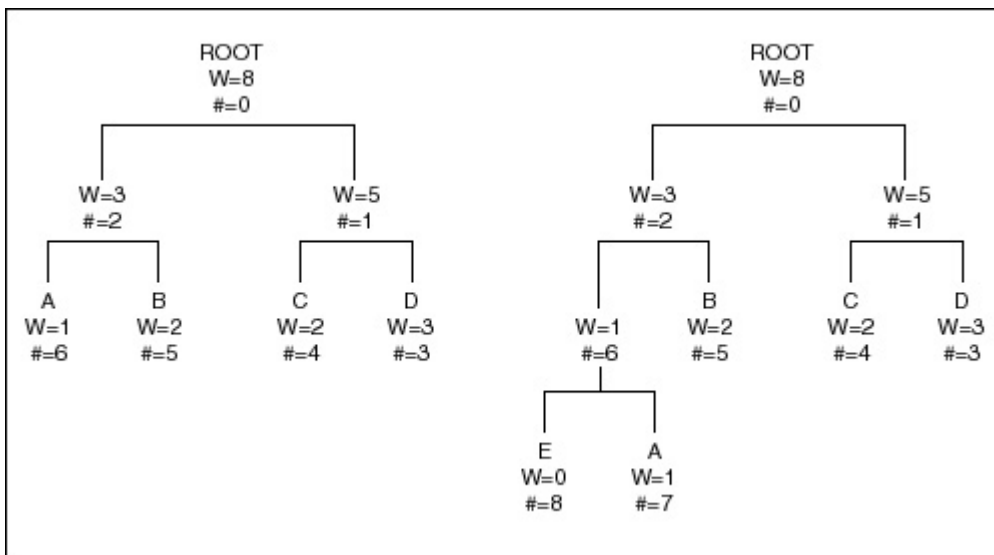 ROOT
W=8
#=0
W=3
#=2
W=5
#=1
A
W=1
#=6
B
W=2
#=5
C
W=2
#=4
D
W=3
#=3
ROOT
W=8
#=0
W=3
#=2
W=5
#=1
W=1
#=6
B
W=2
#=5
C
W=2
#=4
D
W=3
#=3
E
W=0
#=8
A
W=1
#=7